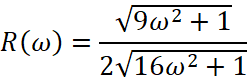 R(ω) = √(9ω² + 1) / (2√(16ω² + 1))